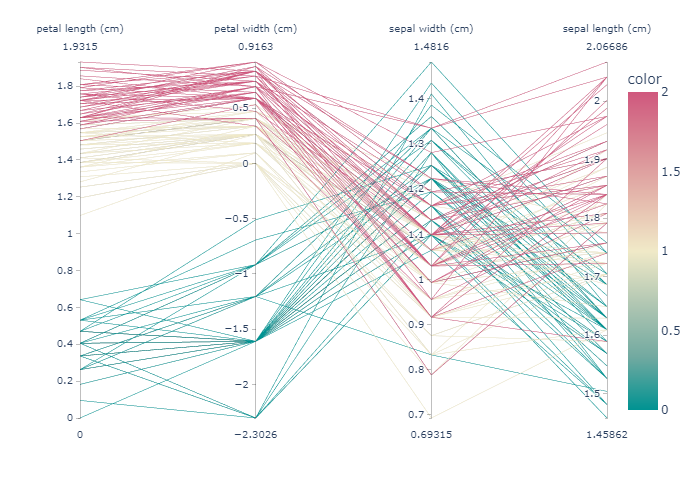 petal length (cm) petal width (cm) sepal width (cm) sepal length (cm)
1.9315 0.9163 1.4816 2.06686
color
0 0.2 0.4 0.6 0.8 1 1.2 1.4 1.6 1.8
−2 −1.5 −1 −0.5 0 0.5
0.7 0.8 0.9 1 1.1 1.2 1.3 1.4
1.5 1.6 1.7 1.8 1.9 2
0 0.5 1 1.5 2
0 −2.3026 0.69315 1.45862